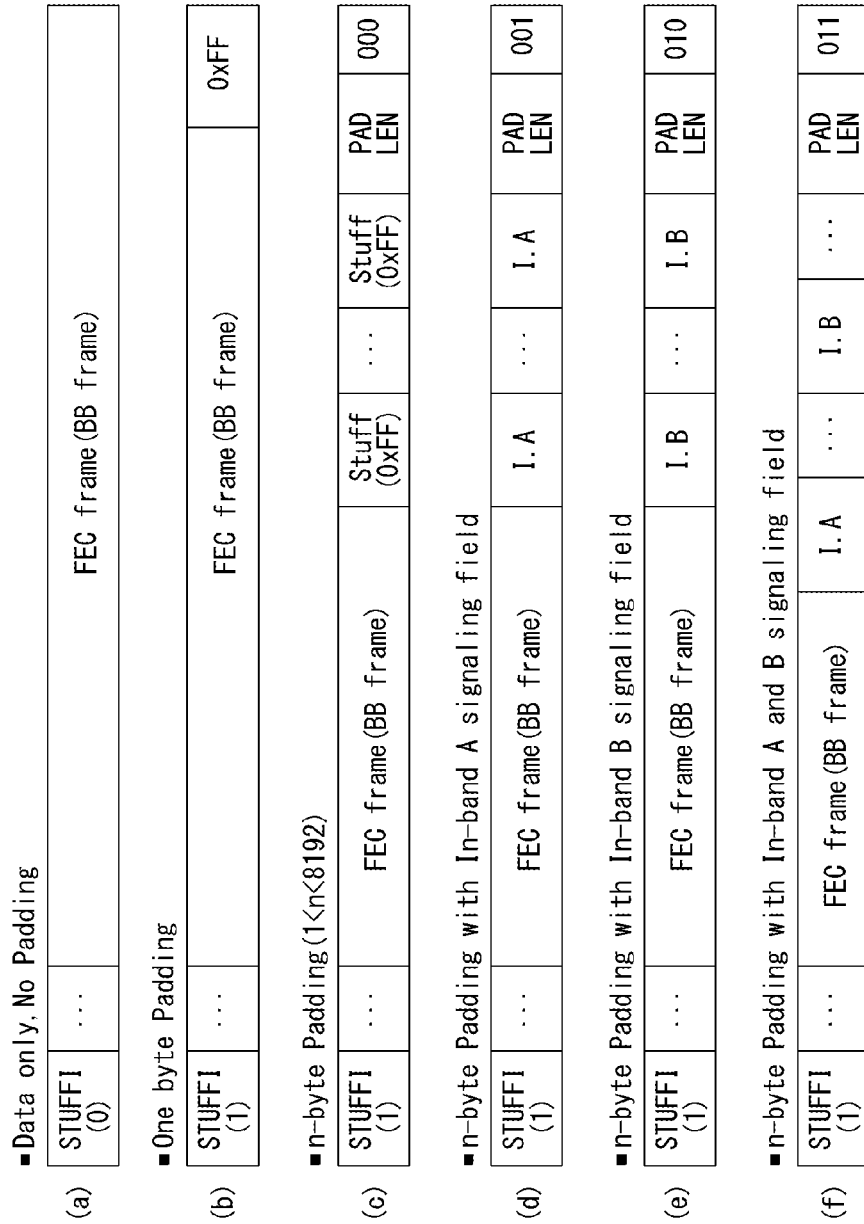 ■Data only, No Padding
(a) STUFFI (0) ... FEC frame(BB frame)
■One byte Padding
(b) STUFFI (1) ... FEC frame(BB frame) 0xFF
■n-byte Padding(1<n<8192)
(c) STUFFI (1) ... FEC frame(BB frame) Stuff (0xFF) ... Stuff (0xFF) PAD LEN 000
■n-byte Padding with In-band A signaling field
(d) STUFFI (1) ... FEC frame(BB frame) I.A ... I.A PAD LEN 001
■n-byte Padding with In-band B signaling field
(e) STUFFI (1) ... FEC frame(BB frame) I.B ... I.B PAD LEN 010
■n-byte Padding with In-band A and B signaling field
(f) STUFFI (1) ... FEC frame(BB frame) I.A ... I.B ... PAD LEN 011